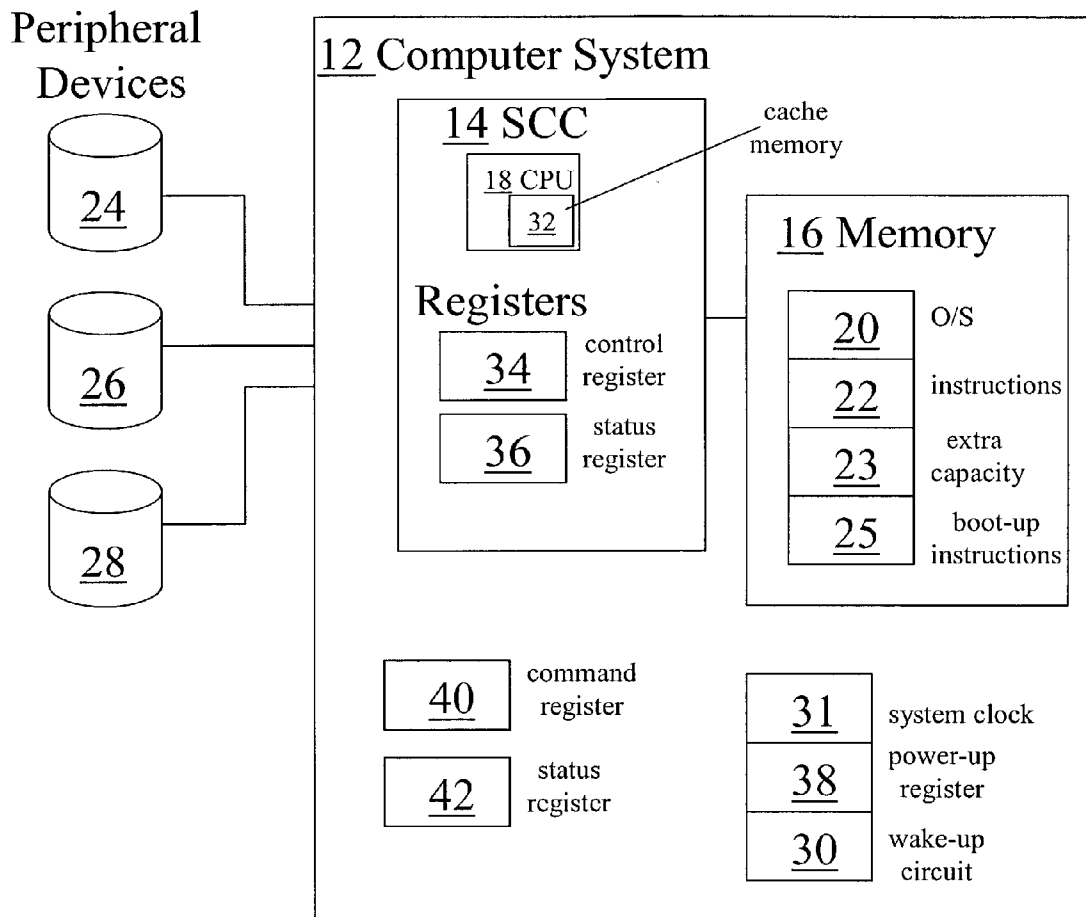 Peripheral
Devices
24
26
28
12 Computer System
14 SCC
18 CPU
32
cache
memory
Registers
34
control
register
36
status
register
16 Memory
20
O/S
22
instructions
23
extra
capacity
25
boot-up
instructions
40
command
register
42
status
register
31
system clock
38
power-up
register
30
wake-up
circuit